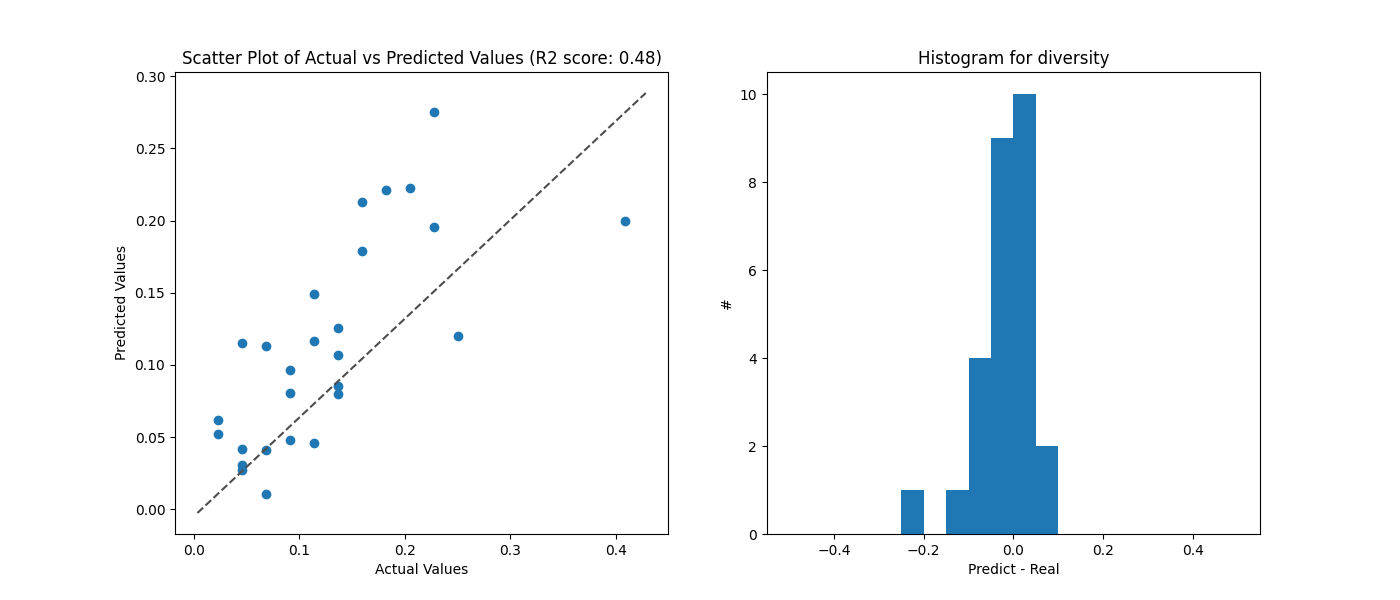 Scatter Plot of Actual vs Predicted Values (R2 score: 0.48)
0.30
0.25
0.20
0.15
0.10
0.05
0.00
Predicted Values
0.0 0.1 0.2 0.3 0.4
Actual Values
Histogram for diversity
10
8
6
4
2
0
#
−0.4 −0.2 0.0 0.2 0.4
Predict - Real